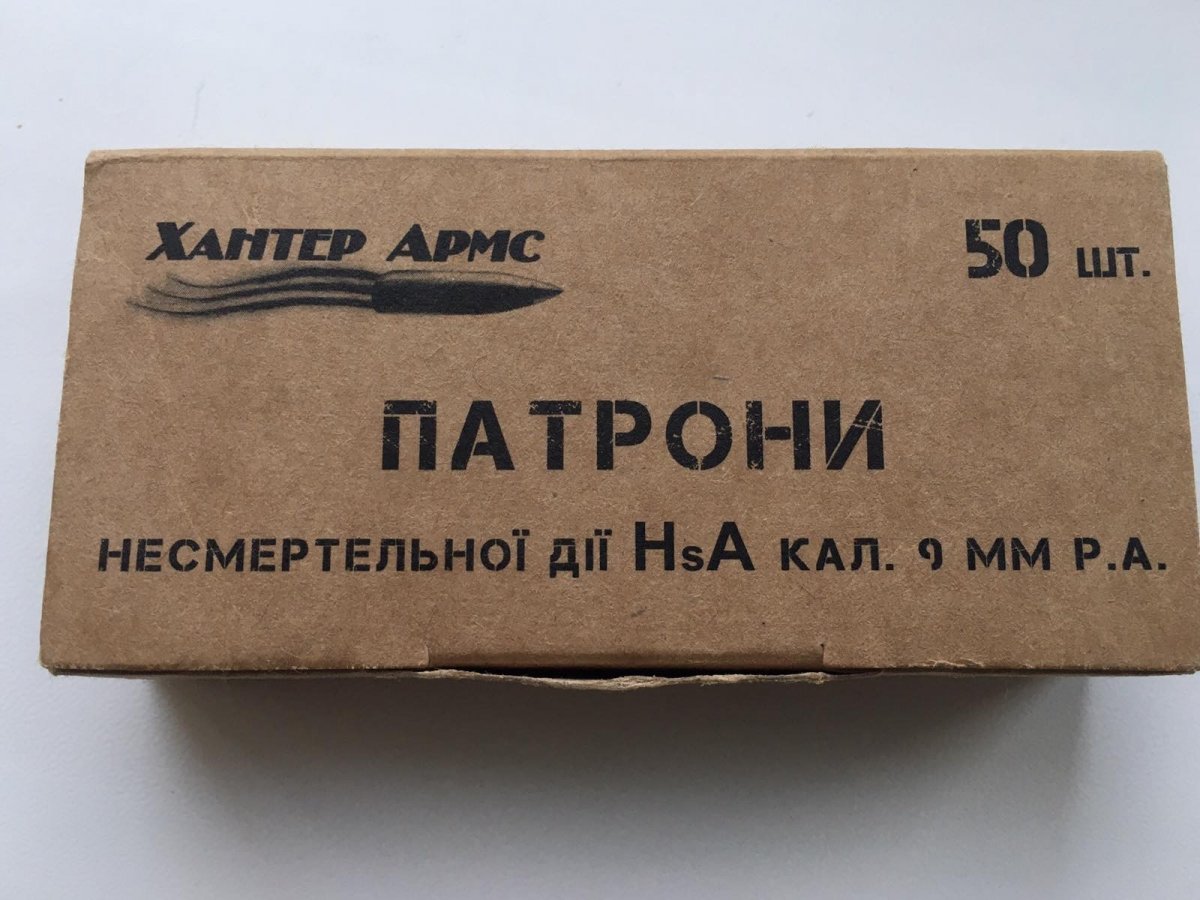 Хантер Армс
50 шт.
ПАТРОНИ
НЕСМЕРТЕЛЬНОЇ ДІЇ HsA КАЛ. 9 ММ Р.А.